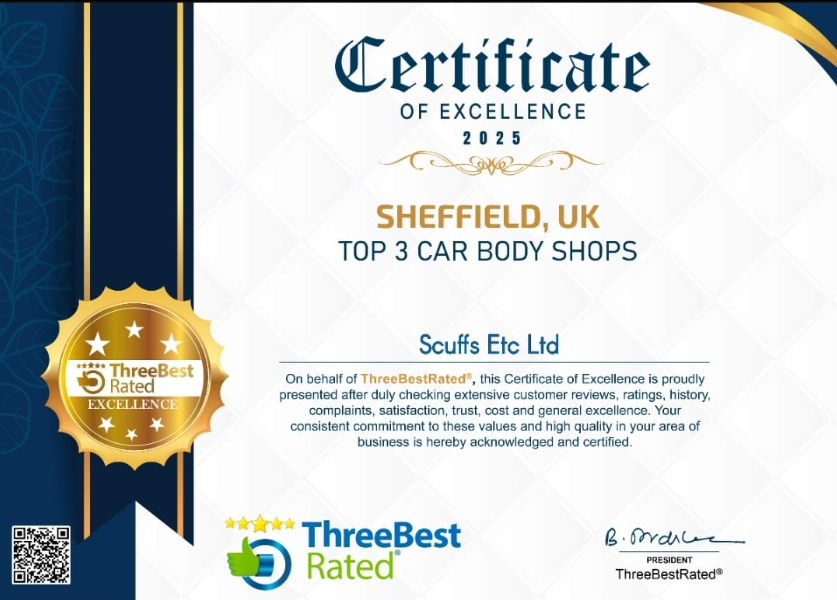 Certificate
OF EXCELLENCE
2025
SHEFFIELD, UK
TOP 3 CAR BODY SHOPS
Scuffs Etc Ltd
On behalf of ThreeBestRated®, this Certificate of Excellence is proudly
presented after duly checking extensive customer reviews, ratings, history,
complaints, satisfaction, trust, cost and general excellence. Your
consistent commitment to these values and high quality in your area of
business is hereby acknowledged and certified.
ThreeBest
Rated
EXCELLENCE
ThreeBest
Rated®
PRESIDENT
ThreeBestRated®